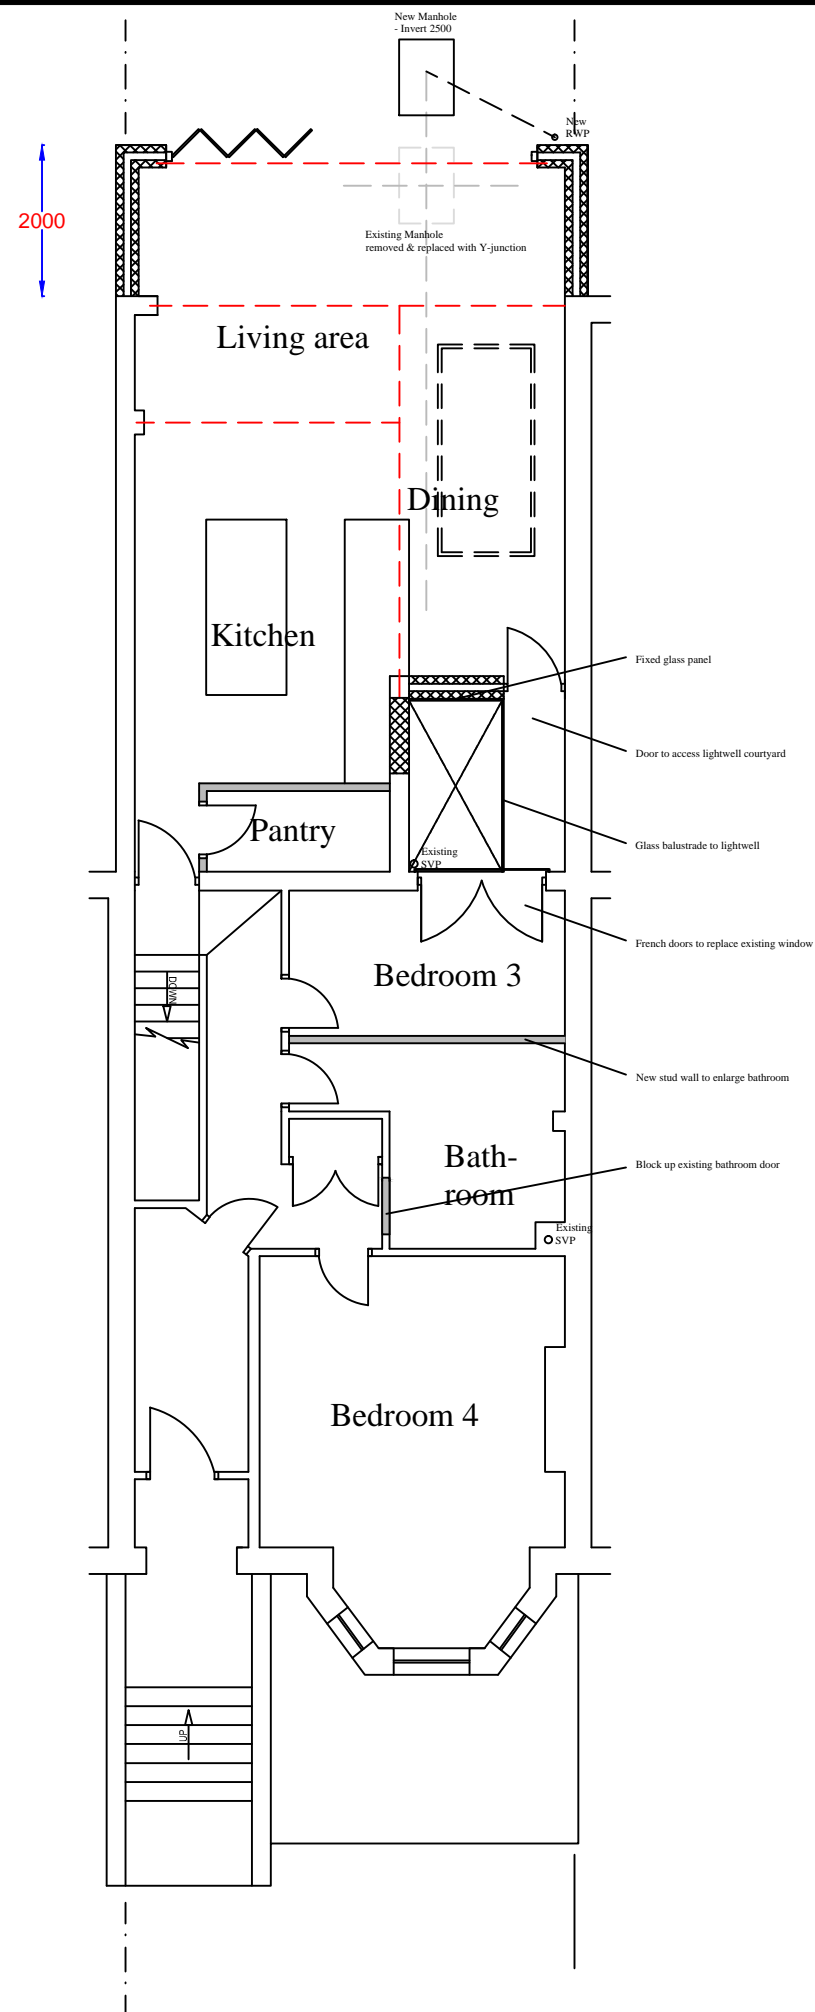 New Manhole
- Invert 2500
New
RWP
2000
Existing Manhole
removed & replaced with Y-junction
Living area
Dining
Kitchen
Fixed glass panel
Door to access lightwell courtyard
Pantry
Glass balustrade to lightwell
Existing
SVP
French doors to replace existing window
Bedroom 3
DOWN
New stud wall to enlarge bathroom
Bath-
room
Block up existing bathroom door
Existing
SVP
Bedroom 4
UP